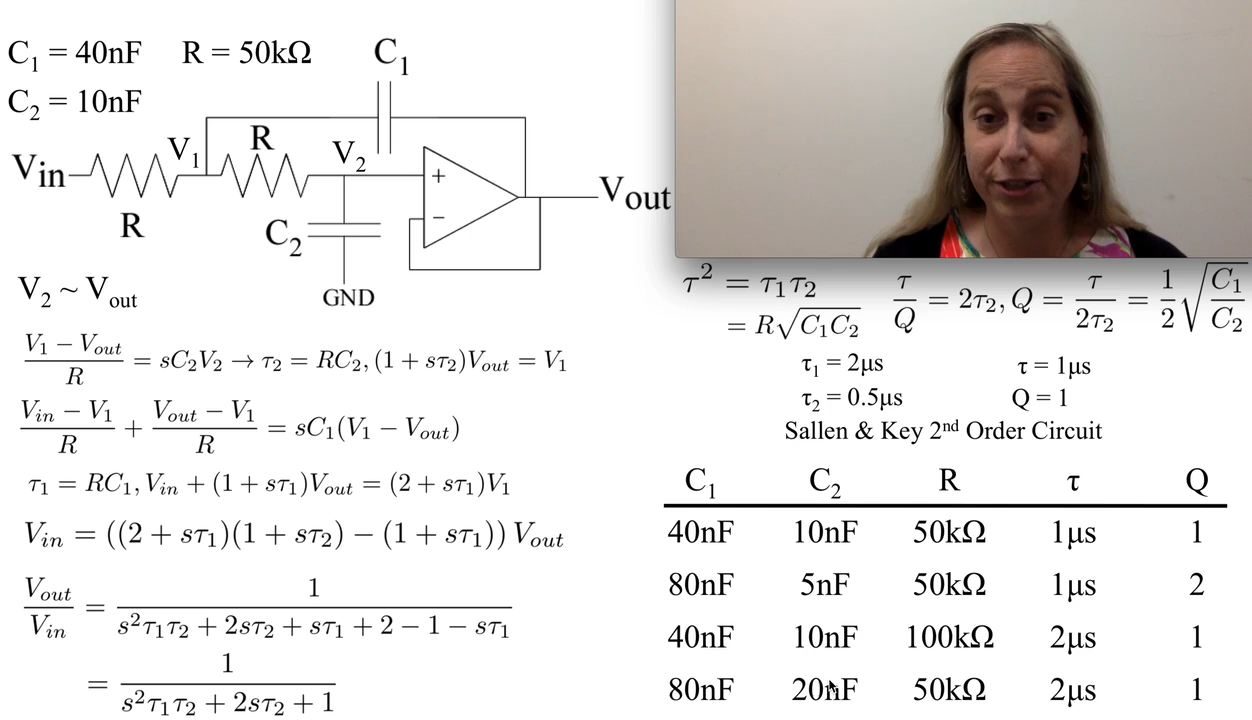 C₁ = 40nF R = 50kΩ
C₂ = 10nF
C₁
Vin
V₁
R
V₂
R
C₂
+
−
Vout
GND
V₂ ~ Vout
(V₁ − Vout)/R = sC₂V₂ → τ₂ = RC₂, (1 + sτ₂)Vout = V₁
(Vin − V₁)/R + (Vout − V₁)/R = sC₁(V₁ − Vout)
τ₁ = RC₁, Vin + (1 + sτ₁)Vout = (2 + sτ₁)V₁
Vin = ((2 + sτ₁)(1 + sτ₂) − (1 + sτ₁)) Vout
Vout/Vin = 1/(s²τ₁τ₂ + 2sτ₂ + sτ₁ + 2 − 1 − sτ₁)
= 1/(s²τ₁τ₂ + 2sτ₂ + 1)
τ² = τ₁τ₂
= R√(C₁C₂)
τ/Q = 2τ₂, Q = τ/(2τ₂) = (1/2)√(C₁/C₂)
τ₁ = 2μs τ = 1μs
τ₂ = 0.5μs Q = 1
Sallen & Key 2nd Order Circuit
C₁ C₂ R τ Q
40nF 10nF 50kΩ 1μs 1
80nF 5nF 50kΩ 1μs 2
40nF 10nF 100kΩ 2μs 1
80nF 20nF 50kΩ 2μs 1